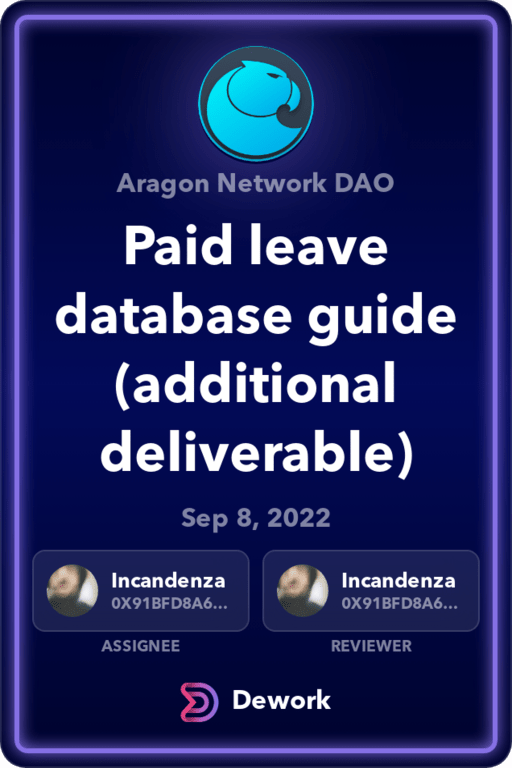 Aragon Network DAO
Paid leave
database guide
(additional
deliverable)
Sep 8, 2022
Incandenza
0X91BFD8A6...
ASSIGNEE
Incandenza
0X91BFD8A6...
REVIEWER
Dework